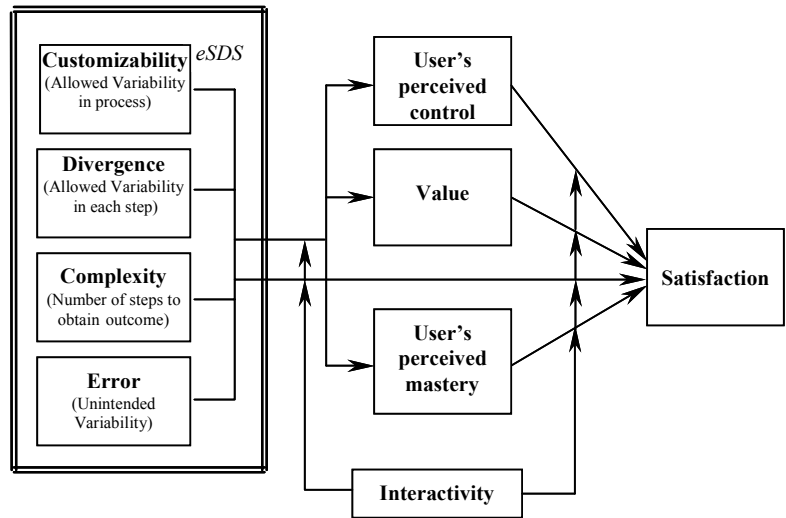 eSDS
Customizability
(Allowed Variability
in process)
Divergence
(Allowed Variability
in each step)
Complexity
(Number of steps to
obtain outcome)
Error
(Unintended
Variability)
User's
perceived
control
Value
User's
perceived
mastery
Interactivity
Satisfaction